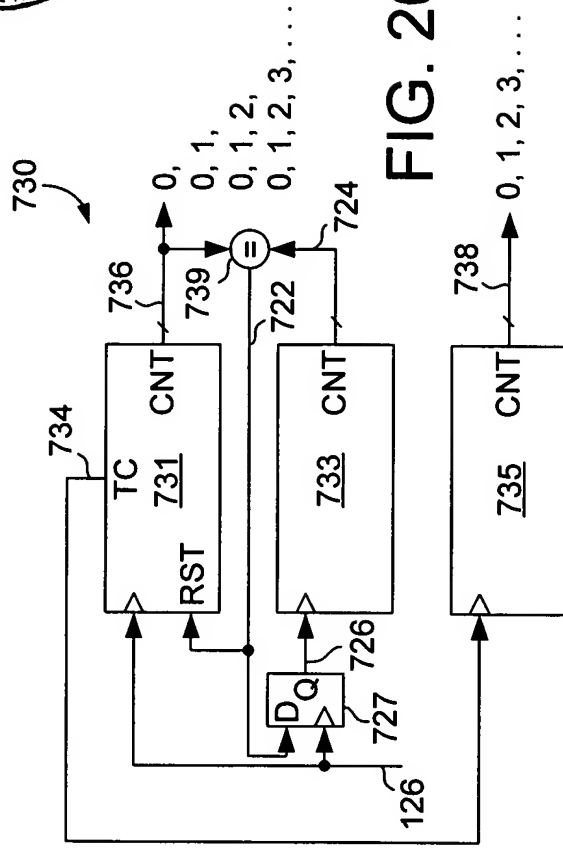 730
734
736
0,
0, 1,
0, 1, 2,
0, 1, 2, 3, . . .
TC
CNT
731
RST
739
=
722
724
D
Q
726
727
CNT
733
126
FIG.
738
0, 1, 2, 3, . . .
CNT
735